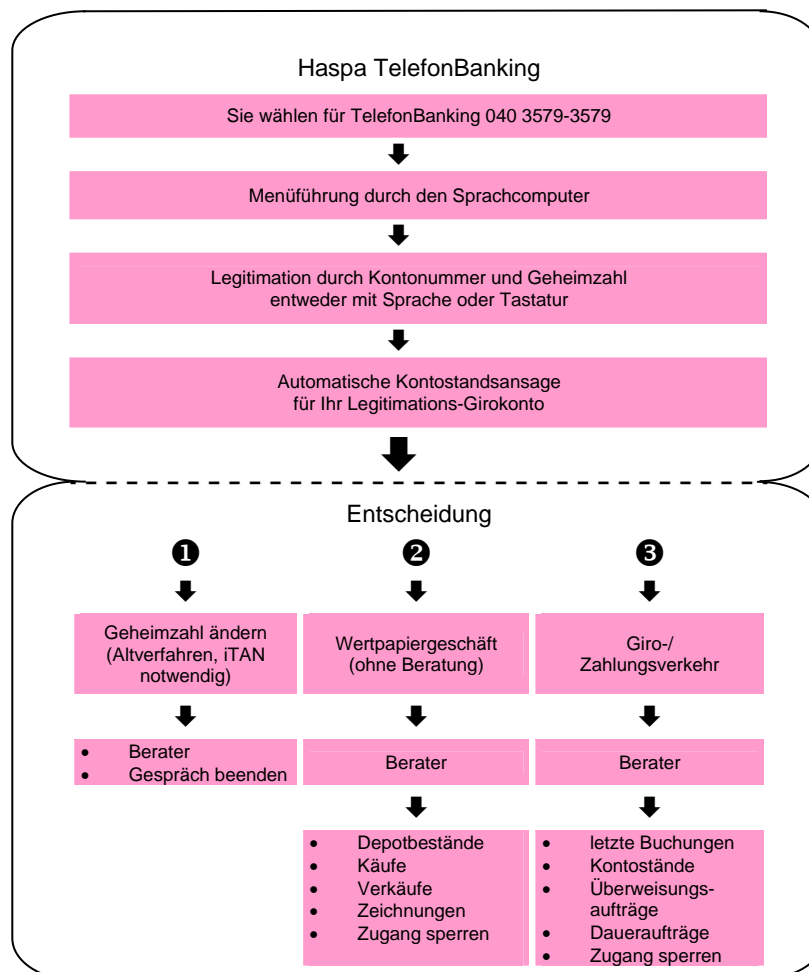 Haspa TelefonBanking
Sie wählen für TelefonBanking 040 3579-3579
Menüführung durch den Sprachcomputer
Legitimation durch Kontonummer und Geheimzahl
entweder mit Sprache oder Tastatur
Automatische Kontostandsansage
für Ihr Legitimations-Girokonto
Entscheidung
❶
❷
❸
Geheimzahl ändern
(Altverfahren, iTAN
notwendig)
Wertpapiergeschäft
(ohne Beratung)
Giro-/
Zahlungsverkehr
• Berater
• Gespräch beenden
Berater
Berater
• Depotbestände
• Käufe
• Verkäufe
• Zeichnungen
• Zugang sperren
• letzte Buchungen
• Kontostände
• Überweisungs-
aufträge
• Daueraufträge
• Zugang sperren